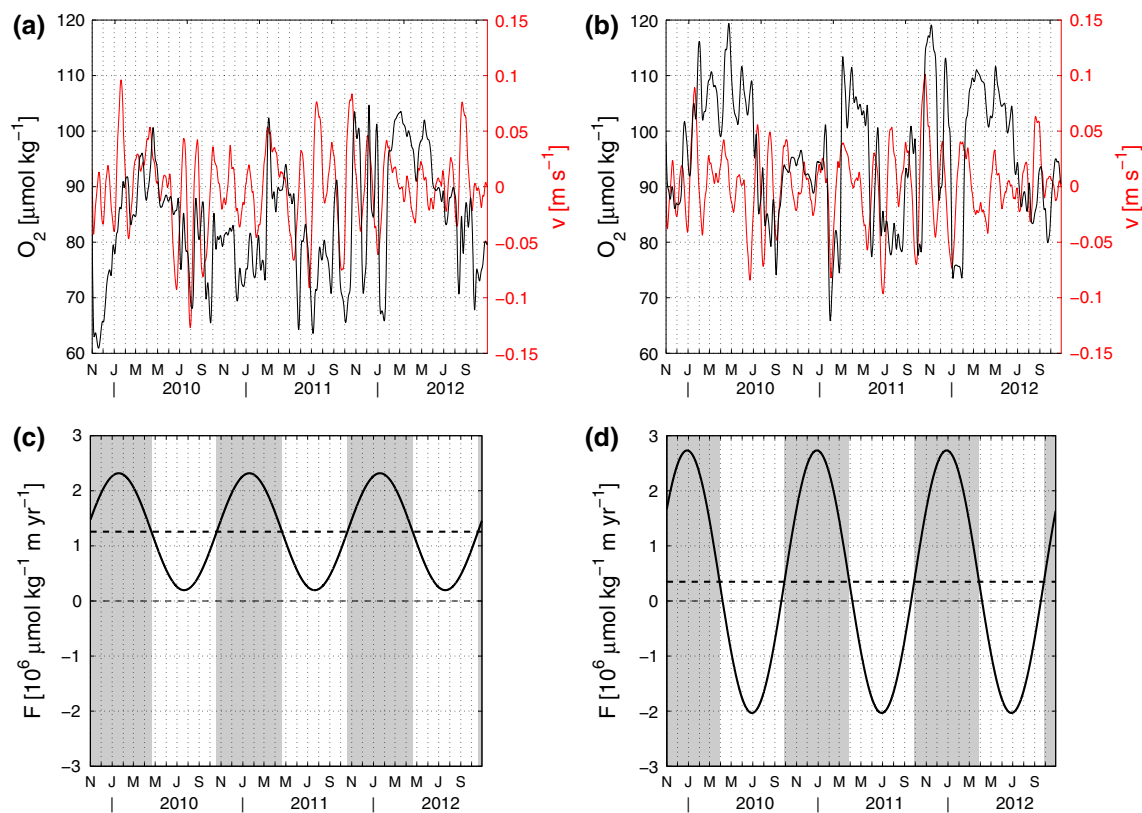 (a)
O₂ [μmol kg⁻¹]
120
110
100
90
80
70
60
0.15
0.1
0.05
0
−0.05
−0.1
−0.15
v [m s⁻¹]
N J M M J S N J M M J S N J M M J S
| 2010 | 2011 | 2012
(b)
O₂ [μmol kg⁻¹]
120
110
100
90
80
70
60
0.15
0.1
0.05
0
−0.05
−0.1
−0.15
v [m s⁻¹]
N J M M J S N J M M J S N J M M J S
| 2010 | 2011 | 2012
(c)
F [10⁶ μmol kg⁻¹ m yr⁻¹]
3
2
1
0
−1
−2
−3
N J M M J S N J M M J S N J M M J S
| 2010 | 2011 | 2012
(d)
F [10⁶ μmol kg⁻¹ m yr⁻¹]
3
2
1
0
−1
−2
−3
N J M M J S N J M M J S N J M M J S
| 2010 | 2011 | 2012